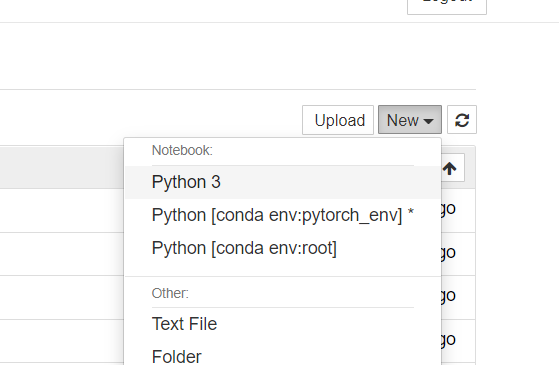 Logout
Upload
New
Notebook:
Python 3
go
Python [conda env:pytorch_env] *
Python [conda env:root]
go
go
Other:
Text File
go
Folder